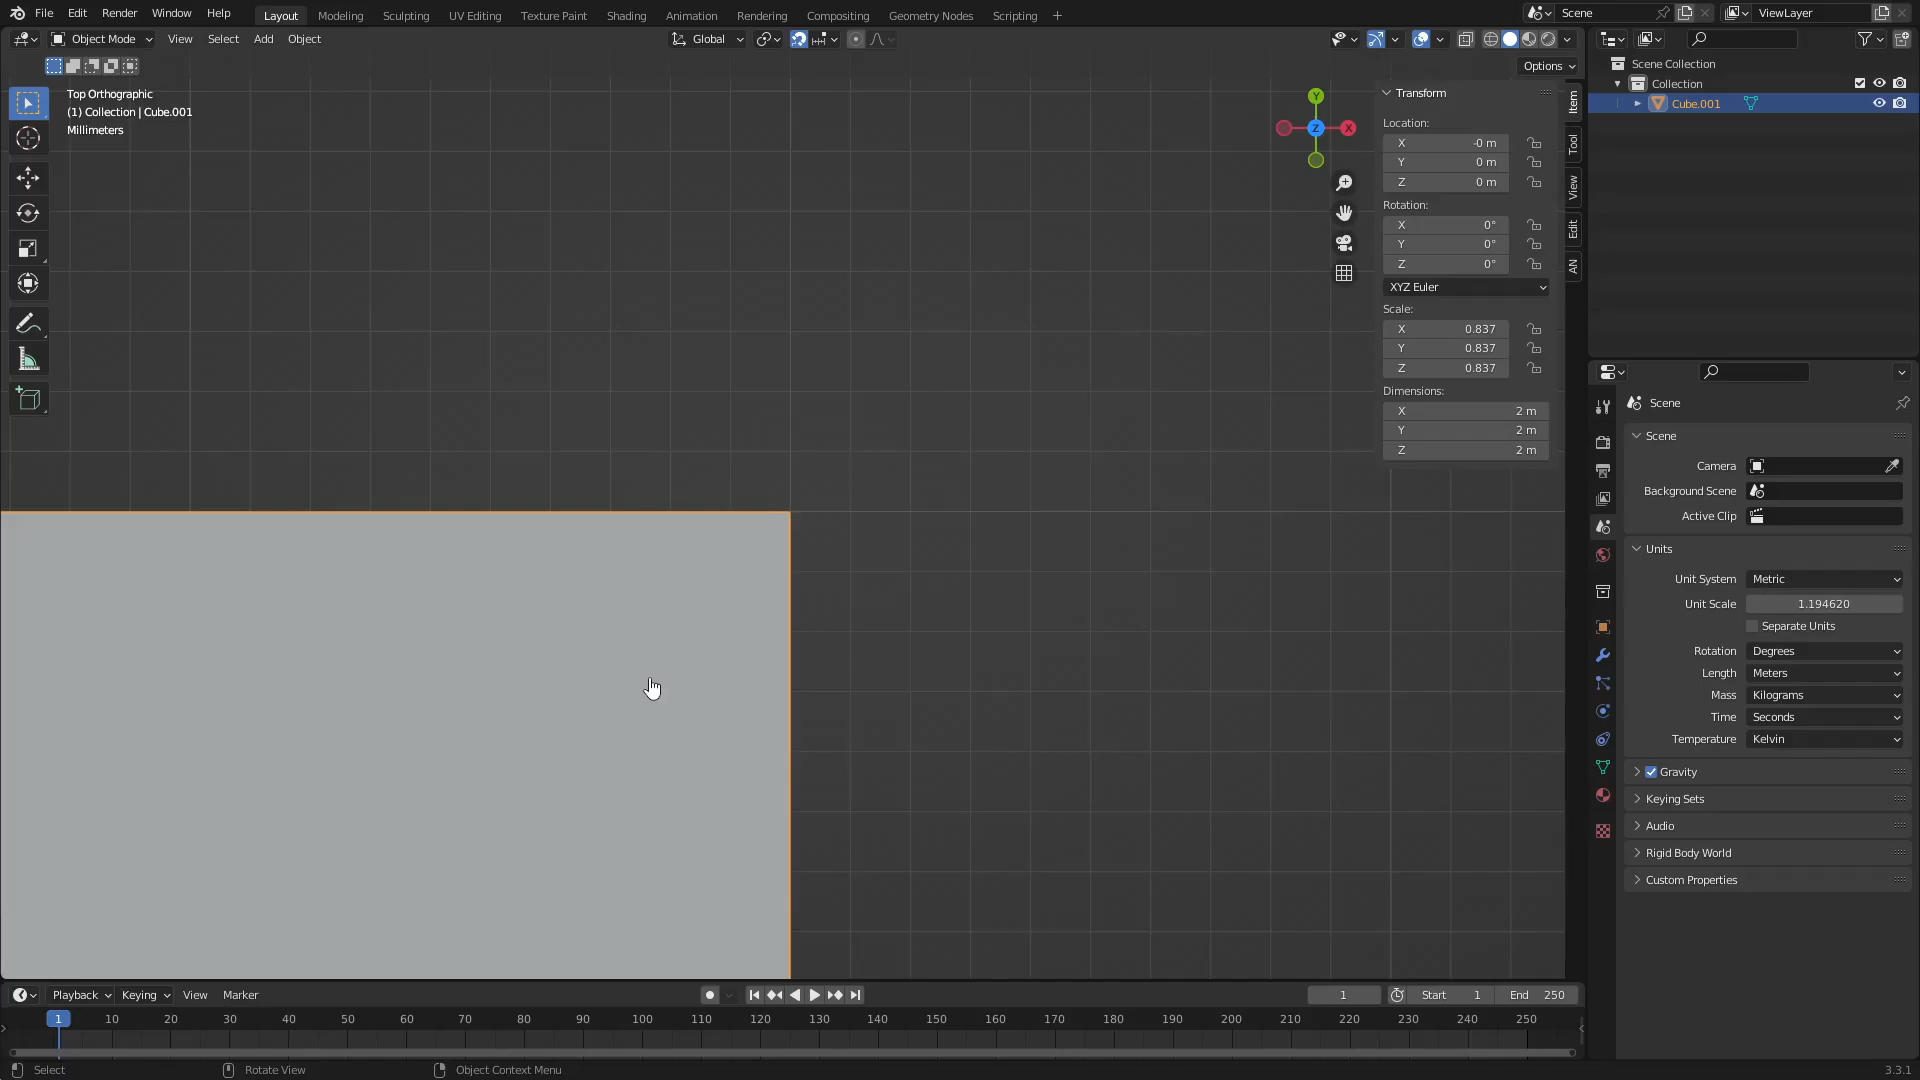 File Edit Render Window Help Layout Modeling Sculpting UV Editing Texture Paint Shading Animation Rendering Compositing Geometry Nodes Scripting + Scene ViewLayer
Object Mode View Select Add Object Global
Options
Top Orthographic
(1) Collection | Cube.001
Millimeters
Y
X
Z
Transform
Location:
X -0 m
Y 0 m
Z 0 m
Rotation:
X 0°
Y 0°
Z 0°
XYZ Euler
Scale:
X 0.837
Y 0.837
Z 0.837
Dimensions:
X 2 m
Y 2 m
Z 2 m
Item
Tool
View
Edit
AN
Scene Collection
Collection
Cube.001
Scene
Scene
Camera
Background Scene
Active Clip
Units
Unit System Metric
Unit Scale 1.194620
Separate Units
Rotation Degrees
Length Meters
Mass Kilograms
Time Seconds
Temperature Kelvin
Gravity
Keying Sets
Audio
Rigid Body World
Custom Properties
Playback Keying View Marker 1 Start 1 End 250
1 10 20 30 40 50 60 70 80 90 100 110 120 130 140 150 160 170 180 190 200 210 220 230 240 250
Select Rotate View Object Context Menu 3.3.1